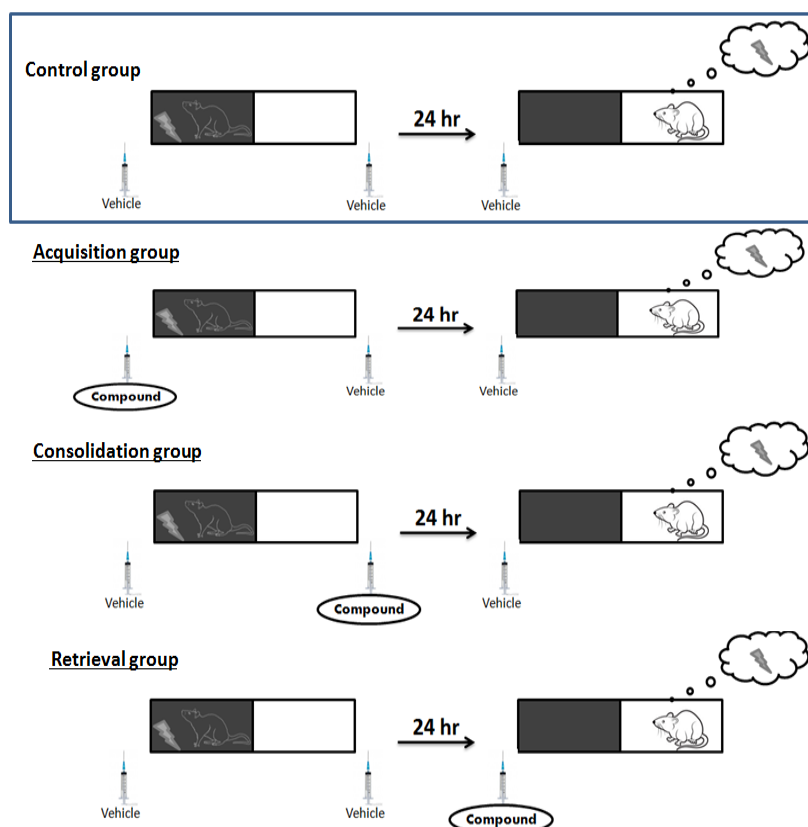 Control group
24 hr
Vehicle
Vehicle
Vehicle
Acquisition group
24 hr
Compound
Vehicle
Vehicle
Consolidation group
24 hr
Vehicle
Compound
Vehicle
Retrieval group
24 hr
Vehicle
Vehicle
Compound